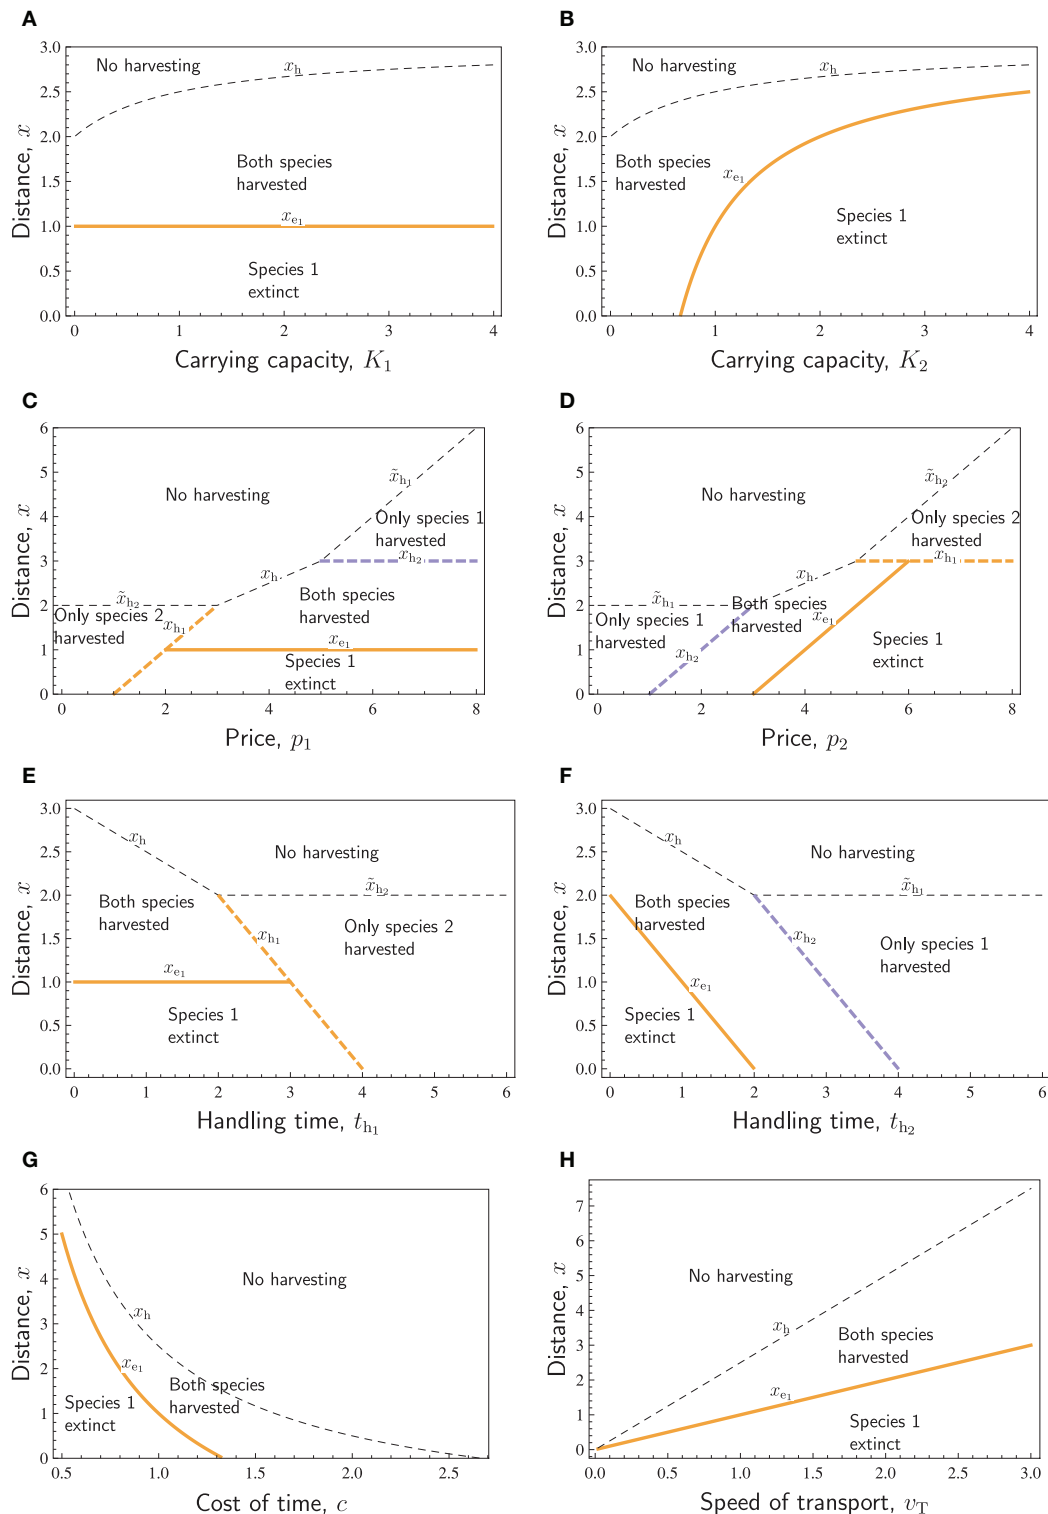 A
3.0
2.5
2.0
1.5
1.0
0.5
0.0
Distance, x
No harvesting
x_h
Both species
harvested
x_e1
Species 1
extinct
0 1 2 3 4
Carrying capacity, K_1
B
3.0
2.5
2.0
1.5
1.0
0.5
0.0
Distance, x
No harvesting
x_h
Both species
harvested
x_e1
Species 1
extinct
0 1 2 3 4
Carrying capacity, K_2
C
6
5
4
3
2
1
0
Distance, x
No harvesting
x̃_h1
Only species 1
harvested
x_h2
x_h
Both species
harvested
x̃_h2
Only species 2
harvested
x_h1
x_e1
Species 1
extinct
0 2 4 6 8
Price, p_1
D
6
5
4
3
2
1
0
Distance, x
No harvesting
x̃_h2
Only species 2
harvested
x_h1
x_h
x̃_h1
Both species
harvested
Only species 1
harvested
x_e1
x_h2
Species 1
extinct
0 2 4 6 8
Price, p_2
E
3.0
2.5
2.0
1.5
1.0
0.5
0.0
Distance, x
x_h
No harvesting
x̃_h2
Both species
harvested
x_h1
Only species 2
harvested
x_e1
Species 1
extinct
0 1 2 3 4 5 6
Handling time, t_h1
F
3.0
2.5
2.0
1.5
1.0
0.5
0.0
Distance, x
x_h
No harvesting
x̃_h1
Both species
harvested
x_h2
Only species 1
harvested
x_e1
Species 1
extinct
0 1 2 3 4 5 6
Handling time, t_h2
G
6
5
4
3
2
1
0
Distance, x
No harvesting
x_h
x_e1
Both species
harvested
Species 1
extinct
0.5 1.0 1.5 2.0 2.5
Cost of time, c
H
7
6
5
4
3
2
1
0
Distance, x
No harvesting
x_h
Both species
harvested
x_e1
Species 1
extinct
0.0 0.5 1.0 1.5 2.0 2.5 3.0
Speed of transport, v_T